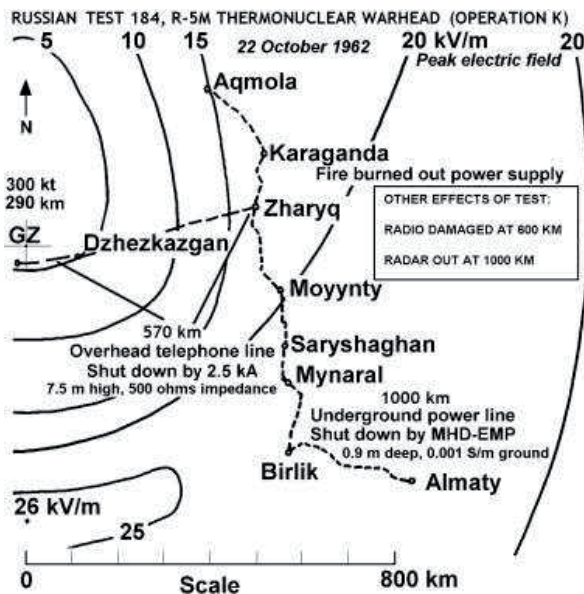 RUSSIAN TEST 184, R-5M THERMONUCLEAR WARHEAD (OPERATION K)
5
10
15
22 October 1962
20 kV/m
20
Peak electric field
Aqmola
N
Karaganda
Fire burned out power supply
300 kt
290 km
OTHER EFFECTS OF TEST:
RADIO DAMAGED AT 600 KM
RADAR OUT AT 1000 KM
Zharyq
GZ
Dzhezkazgan
Moyynty
570 km
Overhead telephone line
Shut down by 2.5 kA
7.5 m high, 500 ohms impedance
Saryshaghan
Mynaral
1000 km
Underground power line
Shut down by MHD-EMP
0.9 m deep, 0.001 S/m ground
Birlik
Almaty
26 kV/m
25
0
Scale
800 km